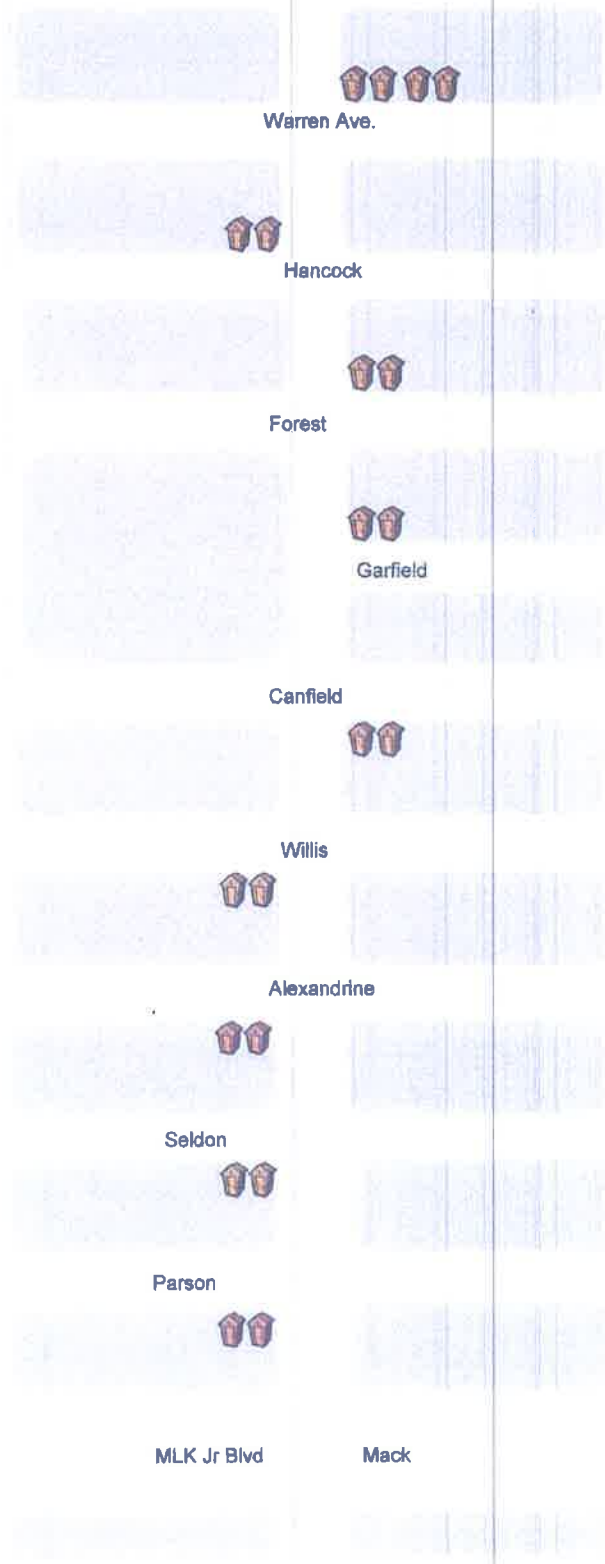 Warren Ave.
Hancock
Forest
Garfield
Canfield
Willis
Alexandrine
Seldon
Parson
MLK Jr Blvd Mack